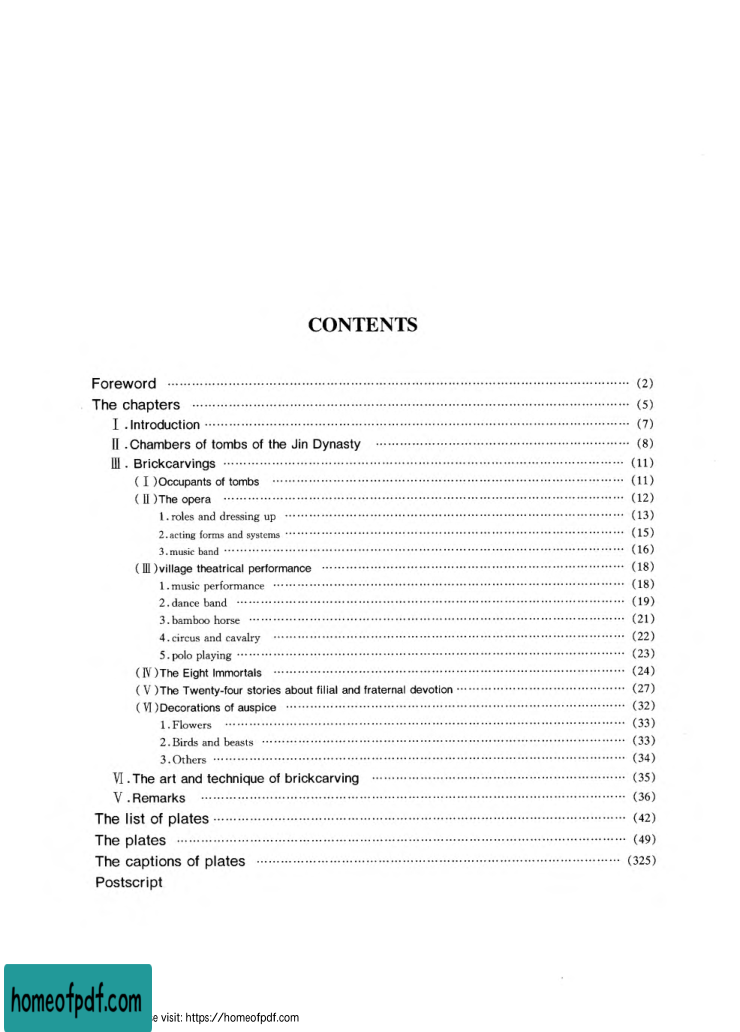 CONTENTS
Foreword ……………… (2)
The chapters ……………… (5)
Ⅰ.Introduction ……………… (7)
Ⅱ.Chambers of tombs of the Jin Dynasty ……………… (8)
Ⅲ. Brickcarvings ……………… (11)
(Ⅰ)Occupants of tombs ……………… (11)
(Ⅱ)The opera ……………… (12)
1.roles and dressing up ……………… (13)
2.acting forms and systems ……………… (15)
3.music band ……………… (16)
(Ⅲ)village theatrical performance ……………… (18)
1.music performance ……………… (18)
2.dance band ……………… (19)
3.bamboo horse ……………… (21)
4.circus and cavalry ……………… (22)
5.polo playing ……………… (23)
(Ⅳ)The Eight Immortals ……………… (24)
(Ⅴ)The Twenty-four stories about filial and fraternal devotion ……………… (27)
(Ⅵ)Decorations of auspice ……………… (32)
1.Flowers ……………… (33)
2.Birds and beasts ……………… (33)
3.Others ……………… (34)
Ⅵ.The art and technique of brickcarving ……………… (35)
Ⅴ.Remarks ……………… (36)
The list of plates ……………… (42)
The plates ……………… (49)
The captions of plates ……………… (325)
Postscript
homeofpdf.com
e visit: https://homeofpdf.com